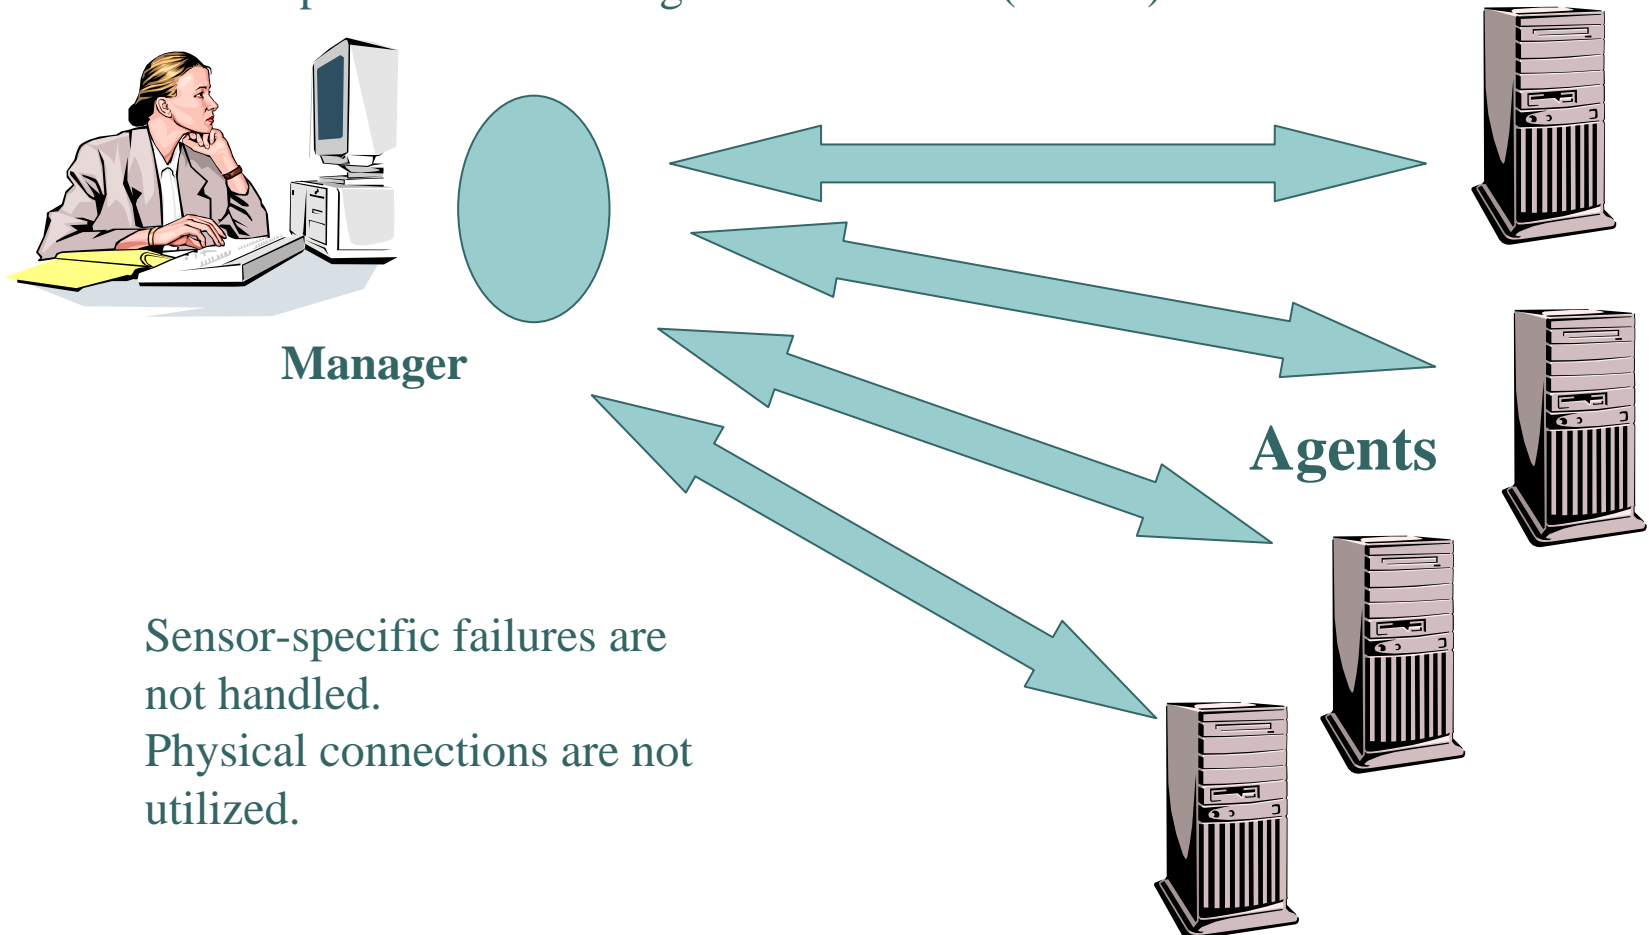 Manager
Agents
Sensor-specific failures are
not handled.
Physical connections are not
utilized.